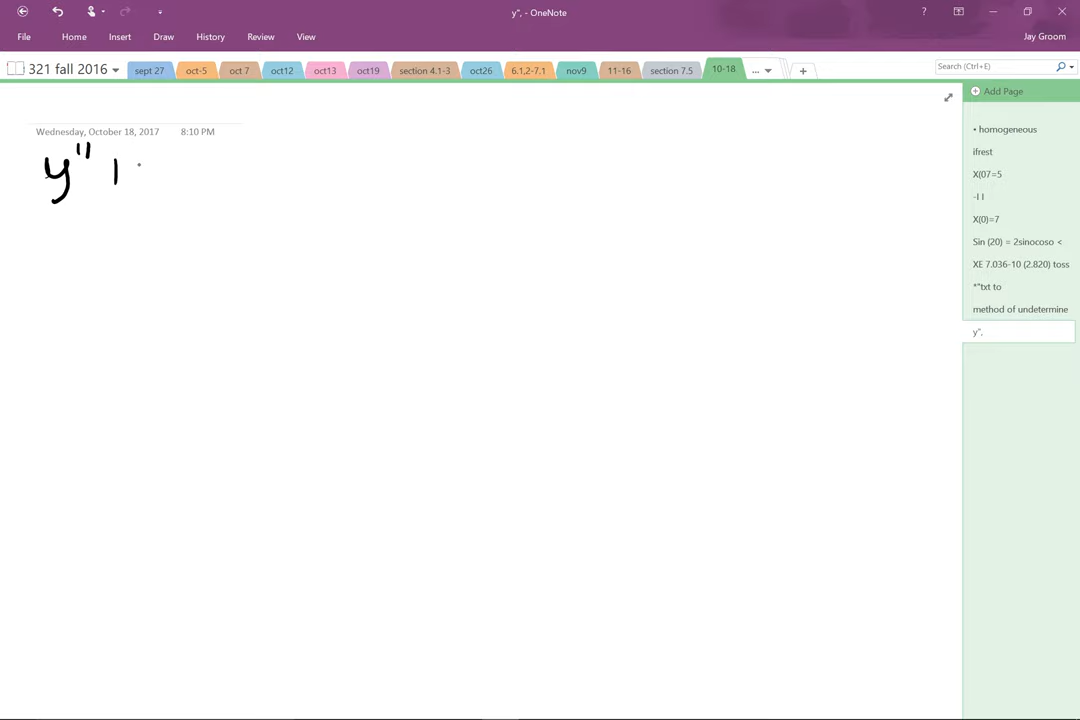 y", - OneNote
?
Jay Groom
File Home Insert Draw History Review View
321 fall 2016 sept 27 oct-5 oct 7 oct12 oct13 oct19 section 4.1-3 oct26 6.1,2-7.1 nov9 11-16 section 7.5 10-18 ... +
Search (Ctrl+E)
Add Page
Wednesday, October 18, 2017 8:10 PM
y'' |
• homogeneous
ifrest
X(07=5
-I I
X(0)=7
Sin (20) = 2sinocoso <
XE 7.036-10 (2.820) toss
*"txt to
method of undetermine
y",